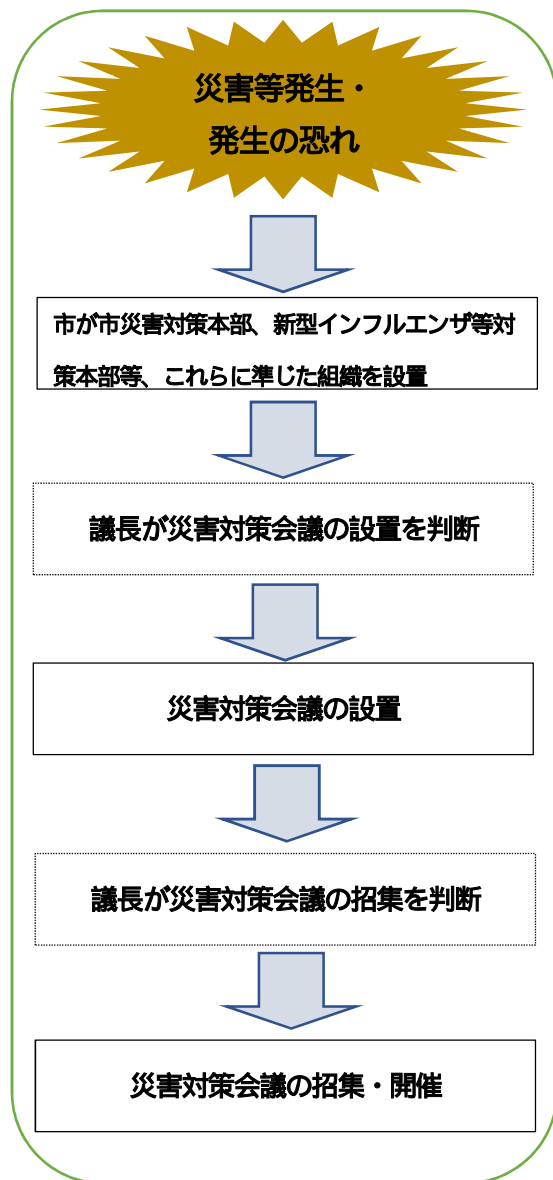 災害等発生・
発生の恐れ
市が市災害対策本部、新型インフルエンザ等対
策本部等、これらに準じた組織を設置
議長が災害対策会議の設置を判断
災害対策会議の設置
議長が災害対策会議の招集を判断
災害対策会議の招集・開催